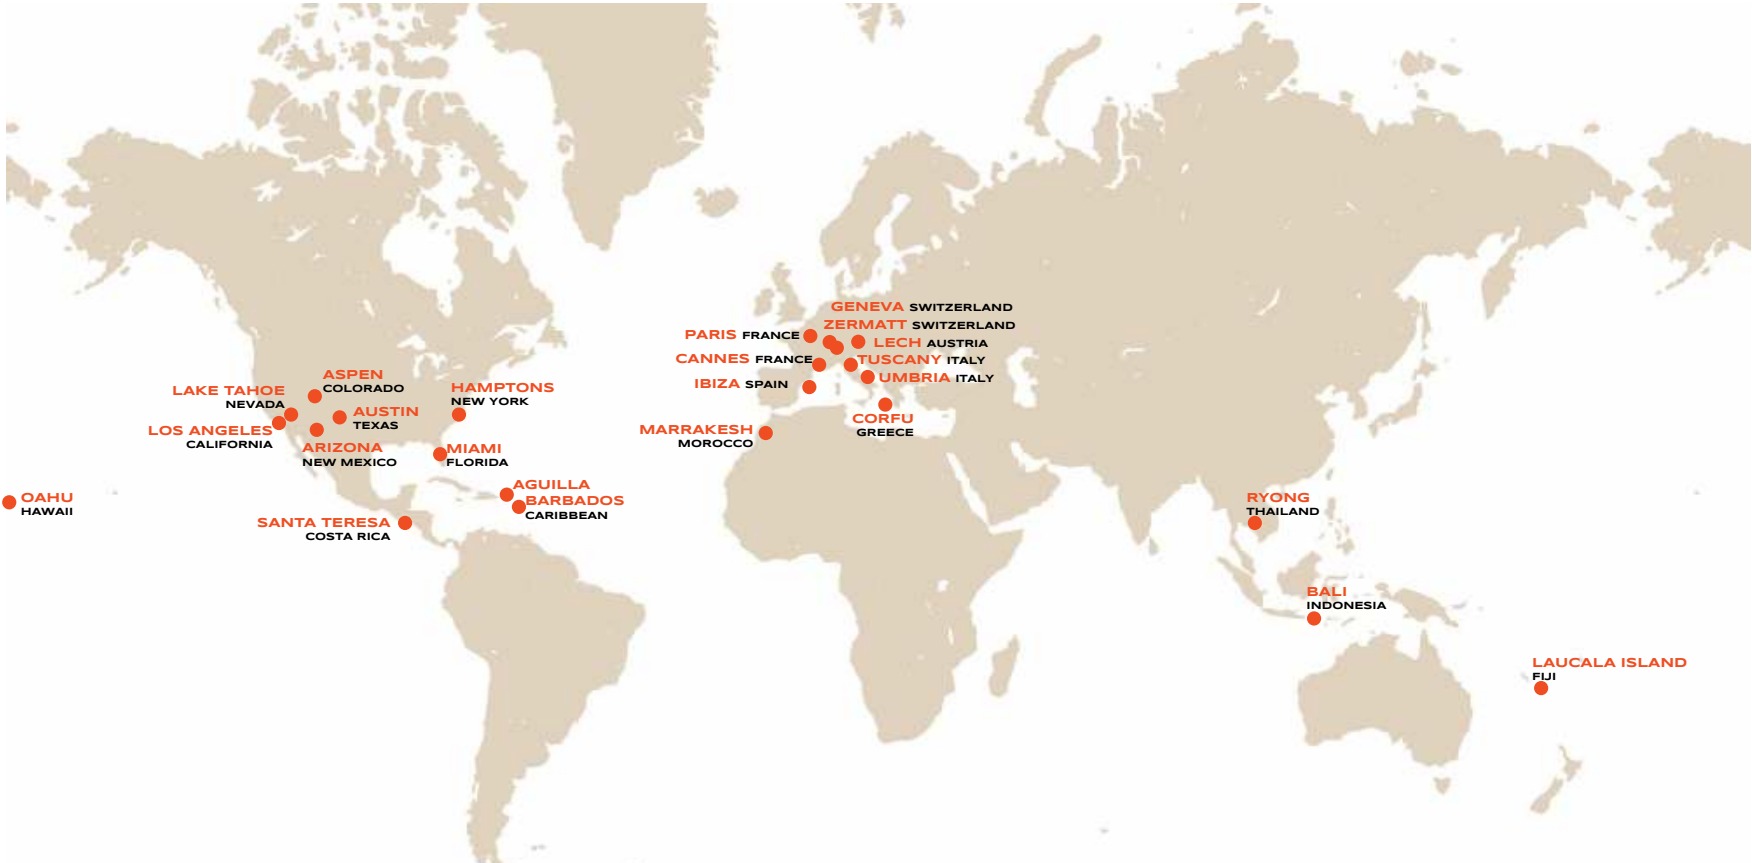 GENEVA SWITZERLAND
ZERMATT SWITZERLAND
PARIS FRANCE
LECH AUSTRIA
CANNES FRANCE
TUSCANY ITALY
IBIZA SPAIN
UMBRIA ITALY
CORFU
GREECE
MARRAKESH
MOROCCO
ASPEN
COLORADO
LAKE TAHOE
NEVADA
HAMPTONS
NEW YORK
AUSTIN
TEXAS
LOS ANGELES
CALIFORNIA
ARIZONA
NEW MEXICO
MIAMI
FLORIDA
AGUILLA
BARBADOS
CARIBBEAN
OAHU
HAWAII
SANTA TERESA
COSTA RICA
RYONG
THAILAND
BALI
INDONESIA
LAUCALA ISLAND
FIJI